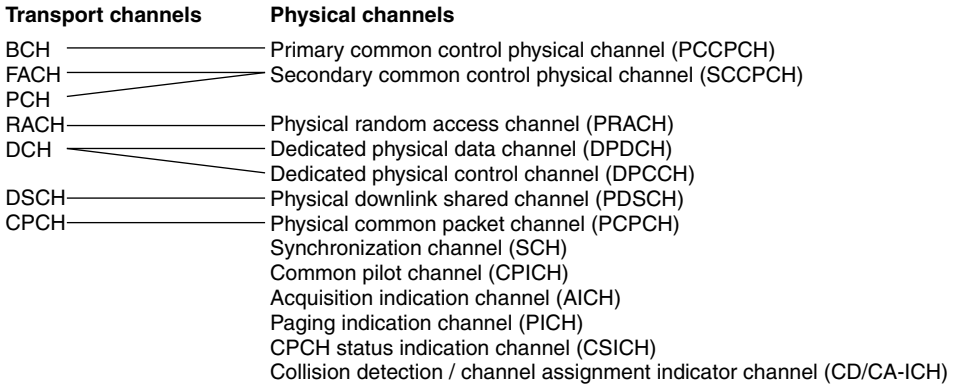 Transport channels Physical channels
BCH Primary common control physical channel (PCCPCH)
FACH Secondary common control physical channel (SCCPCH)
PCH
RACH Physical random access channel (PRACH)
DCH Dedicated physical data channel (DPDCH)
Dedicated physical control channel (DPCCH)
DSCH Physical downlink shared channel (PDSCH)
CPCH Physical common packet channel (PCPCH)
Synchronization channel (SCH)
Common pilot channel (CPICH)
Acquisition indication channel (AICH)
Paging indication channel (PICH)
CPCH status indication channel (CSICH)
Collision detection / channel assignment indicator channel (CD/CA-ICH)